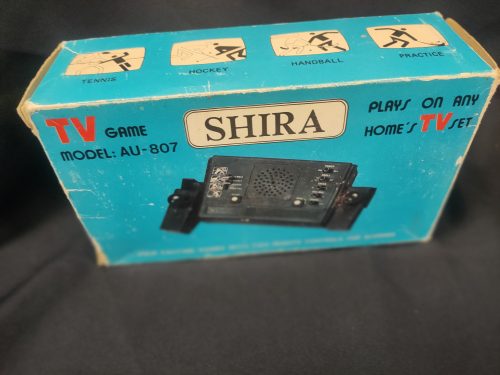 TENNIS
HOCKEY
HANDBALL
PRACTICE
TV GAME
MODEL: AU-807
SHIRA
PLAYS ON ANY
HOME'S TV SET